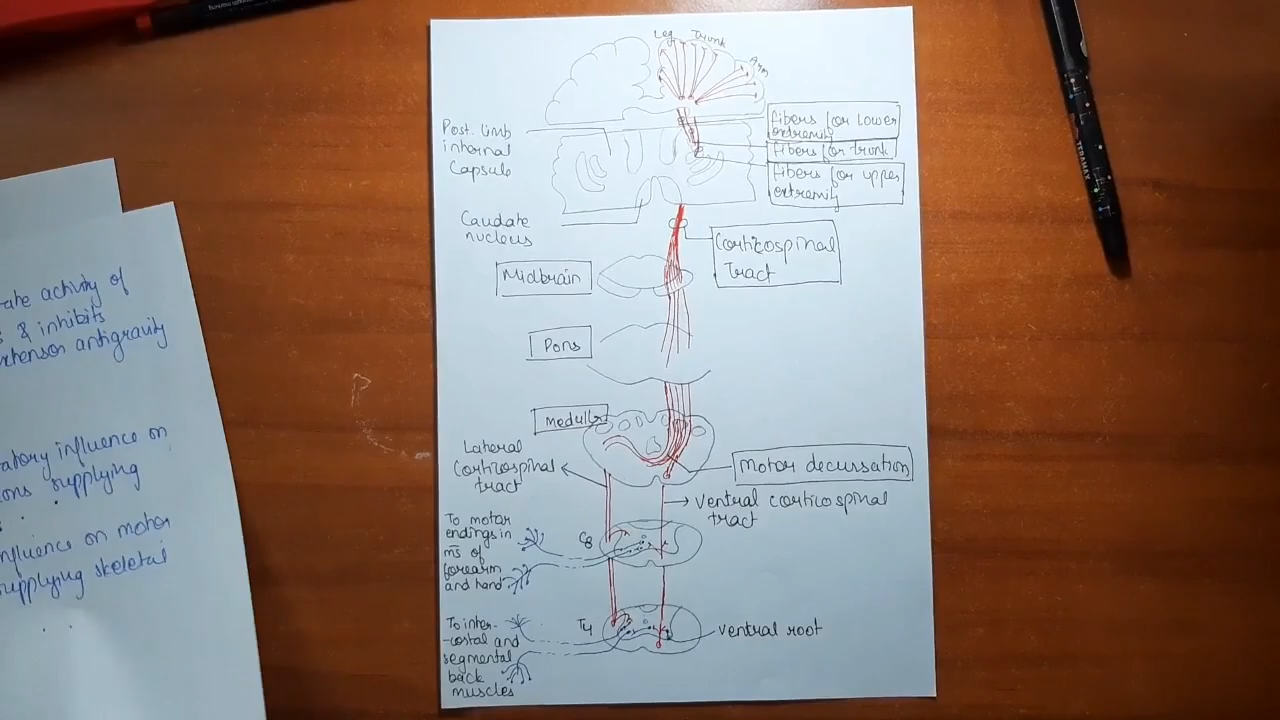 Leg
Trunk
Arm
Post. limb
internal
Capsule
fibers for Lower
extremity
fibers for trunk
fibers for upper
extremity
Caudate
nucleus
Corticospinal
Tract
Midbrain
Pons
Medulla
Lateral
Corticospinal
tract
Motor decussation
Ventral corticospinal
tract
To motor
endings in
m̄s of
forearm
and hand
C8
To inter-
-costal and
segmental
back
muscles
T4
Ventral root
activity of
& inhibits
antigravity
influence on
supplying
influence on motor
supplying skeletal
TERAMAX